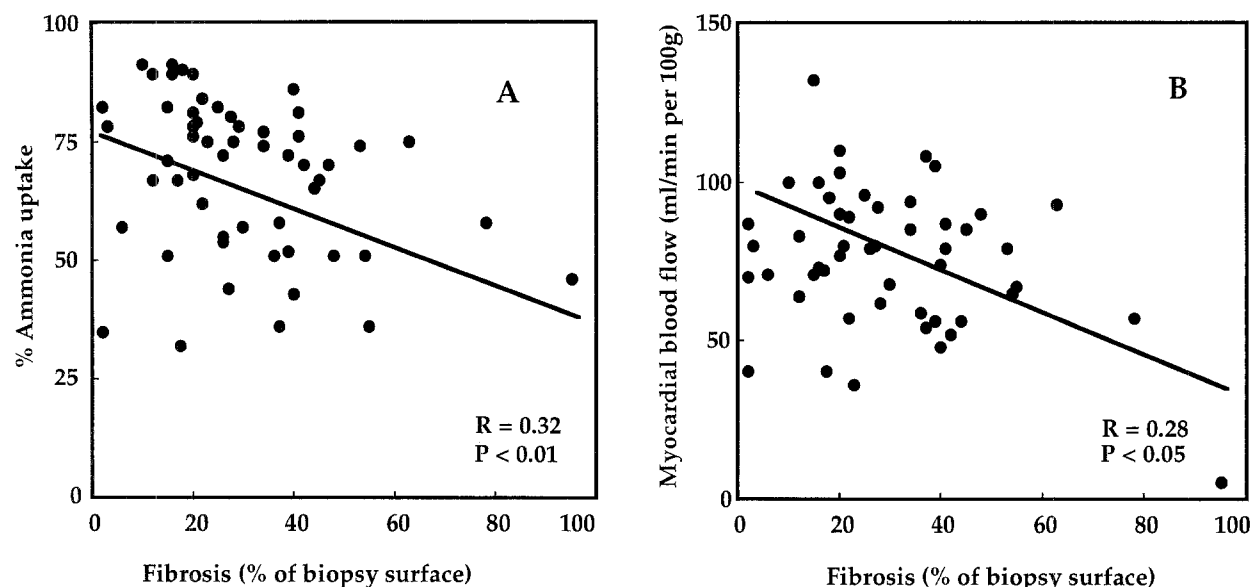 100
75
50
25
0
% Ammonia uptake
A
R = 0.32
P < 0.01
0 20 40 60 80 100
Fibrosis (% of biopsy surface)
150
100
50
0
Myocardial blood flow (ml/min per 100g)
B
R = 0.28
P < 0.05
0 20 40 60 80 100
Fibrosis (% of biopsy surface)